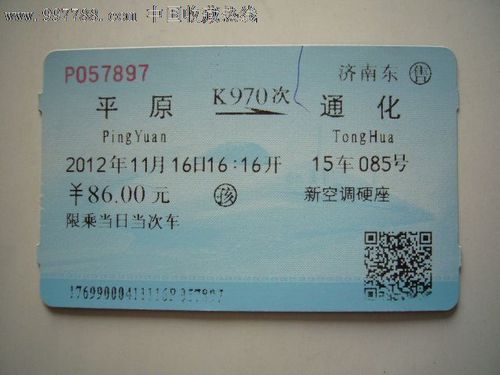 www.997788.com 中国收藏热线
P057897 济南东 售
平原 K970次 通化
PingYuan TongHua
2012年11月16日16:16开 15车085号
¥86.00元 孩 新空调硬座
限乘当日当次车
1769900041111​6P057897